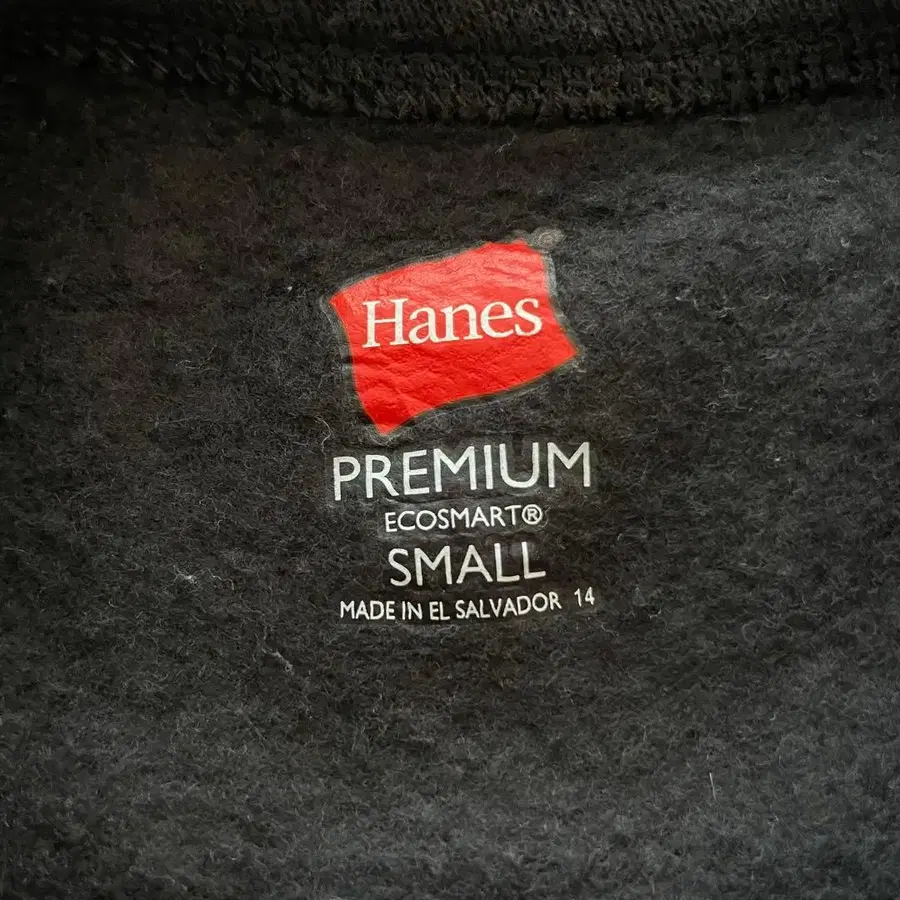 Hanes
PREMIUM
ECOSMART®
SMALL
MADE IN EL SALVADOR 14